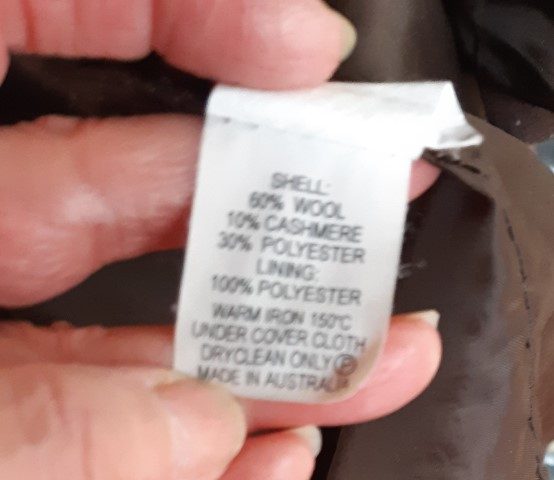 SHELL:
60% WOOL
10% CASHMERE
30% POLYESTER
LINING:
100% POLYESTER
WARM IRON 150°C
UNDER COVER CLOTH
DRYCLEAN ONLY Ⓟ
MADE IN AUSTRALIA